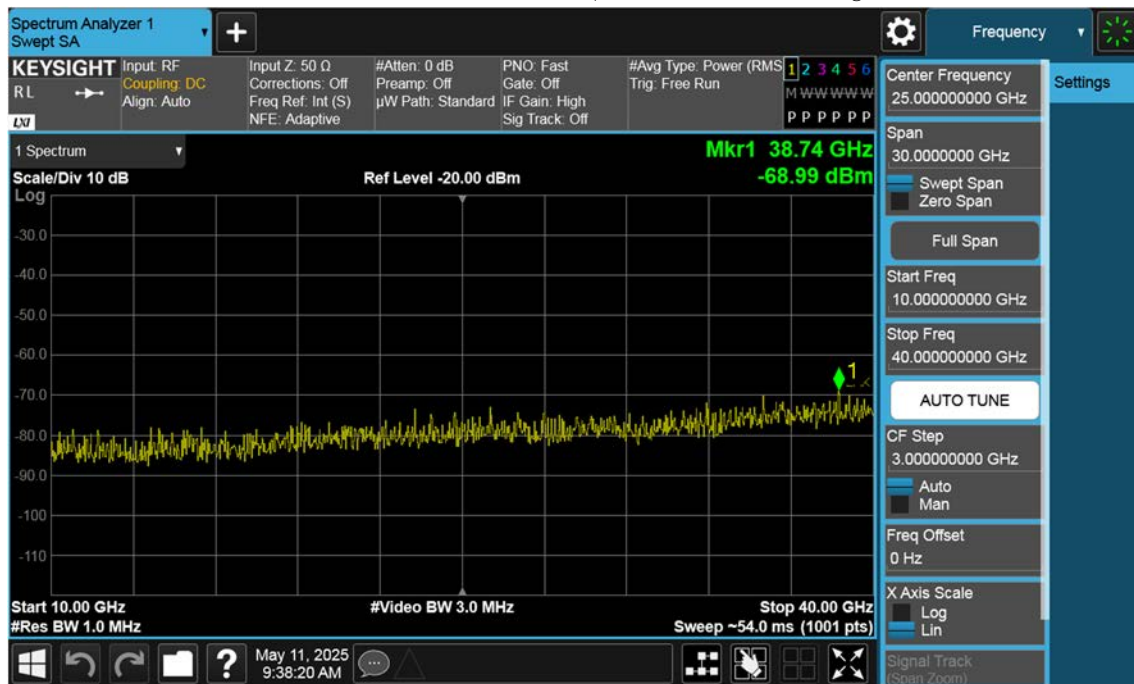 Spectrum Analyzer 1
Swept SA
+
Frequency
KEYSIGHT
RL
LXI
Input: RF
Coupling: DC
Align: Auto
Input Z: 50 Ω
Corrections: Off
Freq Ref: Int (S)
NFE: Adaptive
#Atten: 0 dB
Preamp: Off
µW Path: Standard
PNO: Fast
Gate: Off
IF Gain: High
Sig Track: Off
#Avg Type: Power (RMS
Trig: Free Run
1 2 3 4 5 6
M W W W W W
P P P P P P
1 Spectrum
Mkr1 38.74 GHz
-68.99 dBm
Scale/Div 10 dB
Ref Level -20.00 dBm
Log
-30.0
-40.0
-50.0
-60.0
-70.0
-80.0
-90.0
-100
-110
1
Start 10.00 GHz
#Video BW 3.0 MHz
Stop 40.00 GHz
#Res BW 1.0 MHz
Sweep ~54.0 ms (1001 pts)
Center Frequency
25.000000000 GHz
Settings
Span
30.0000000 GHz
Swept Span
Zero Span
Full Span
Start Freq
10.000000000 GHz
Stop Freq
40.000000000 GHz
AUTO TUNE
CF Step
3.000000000 GHz
Auto
Man
Freq Offset
0 Hz
X Axis Scale
Log
Lin
Signal Track
(Span Zoom)
?
May 11, 2025
9:38:20 AM